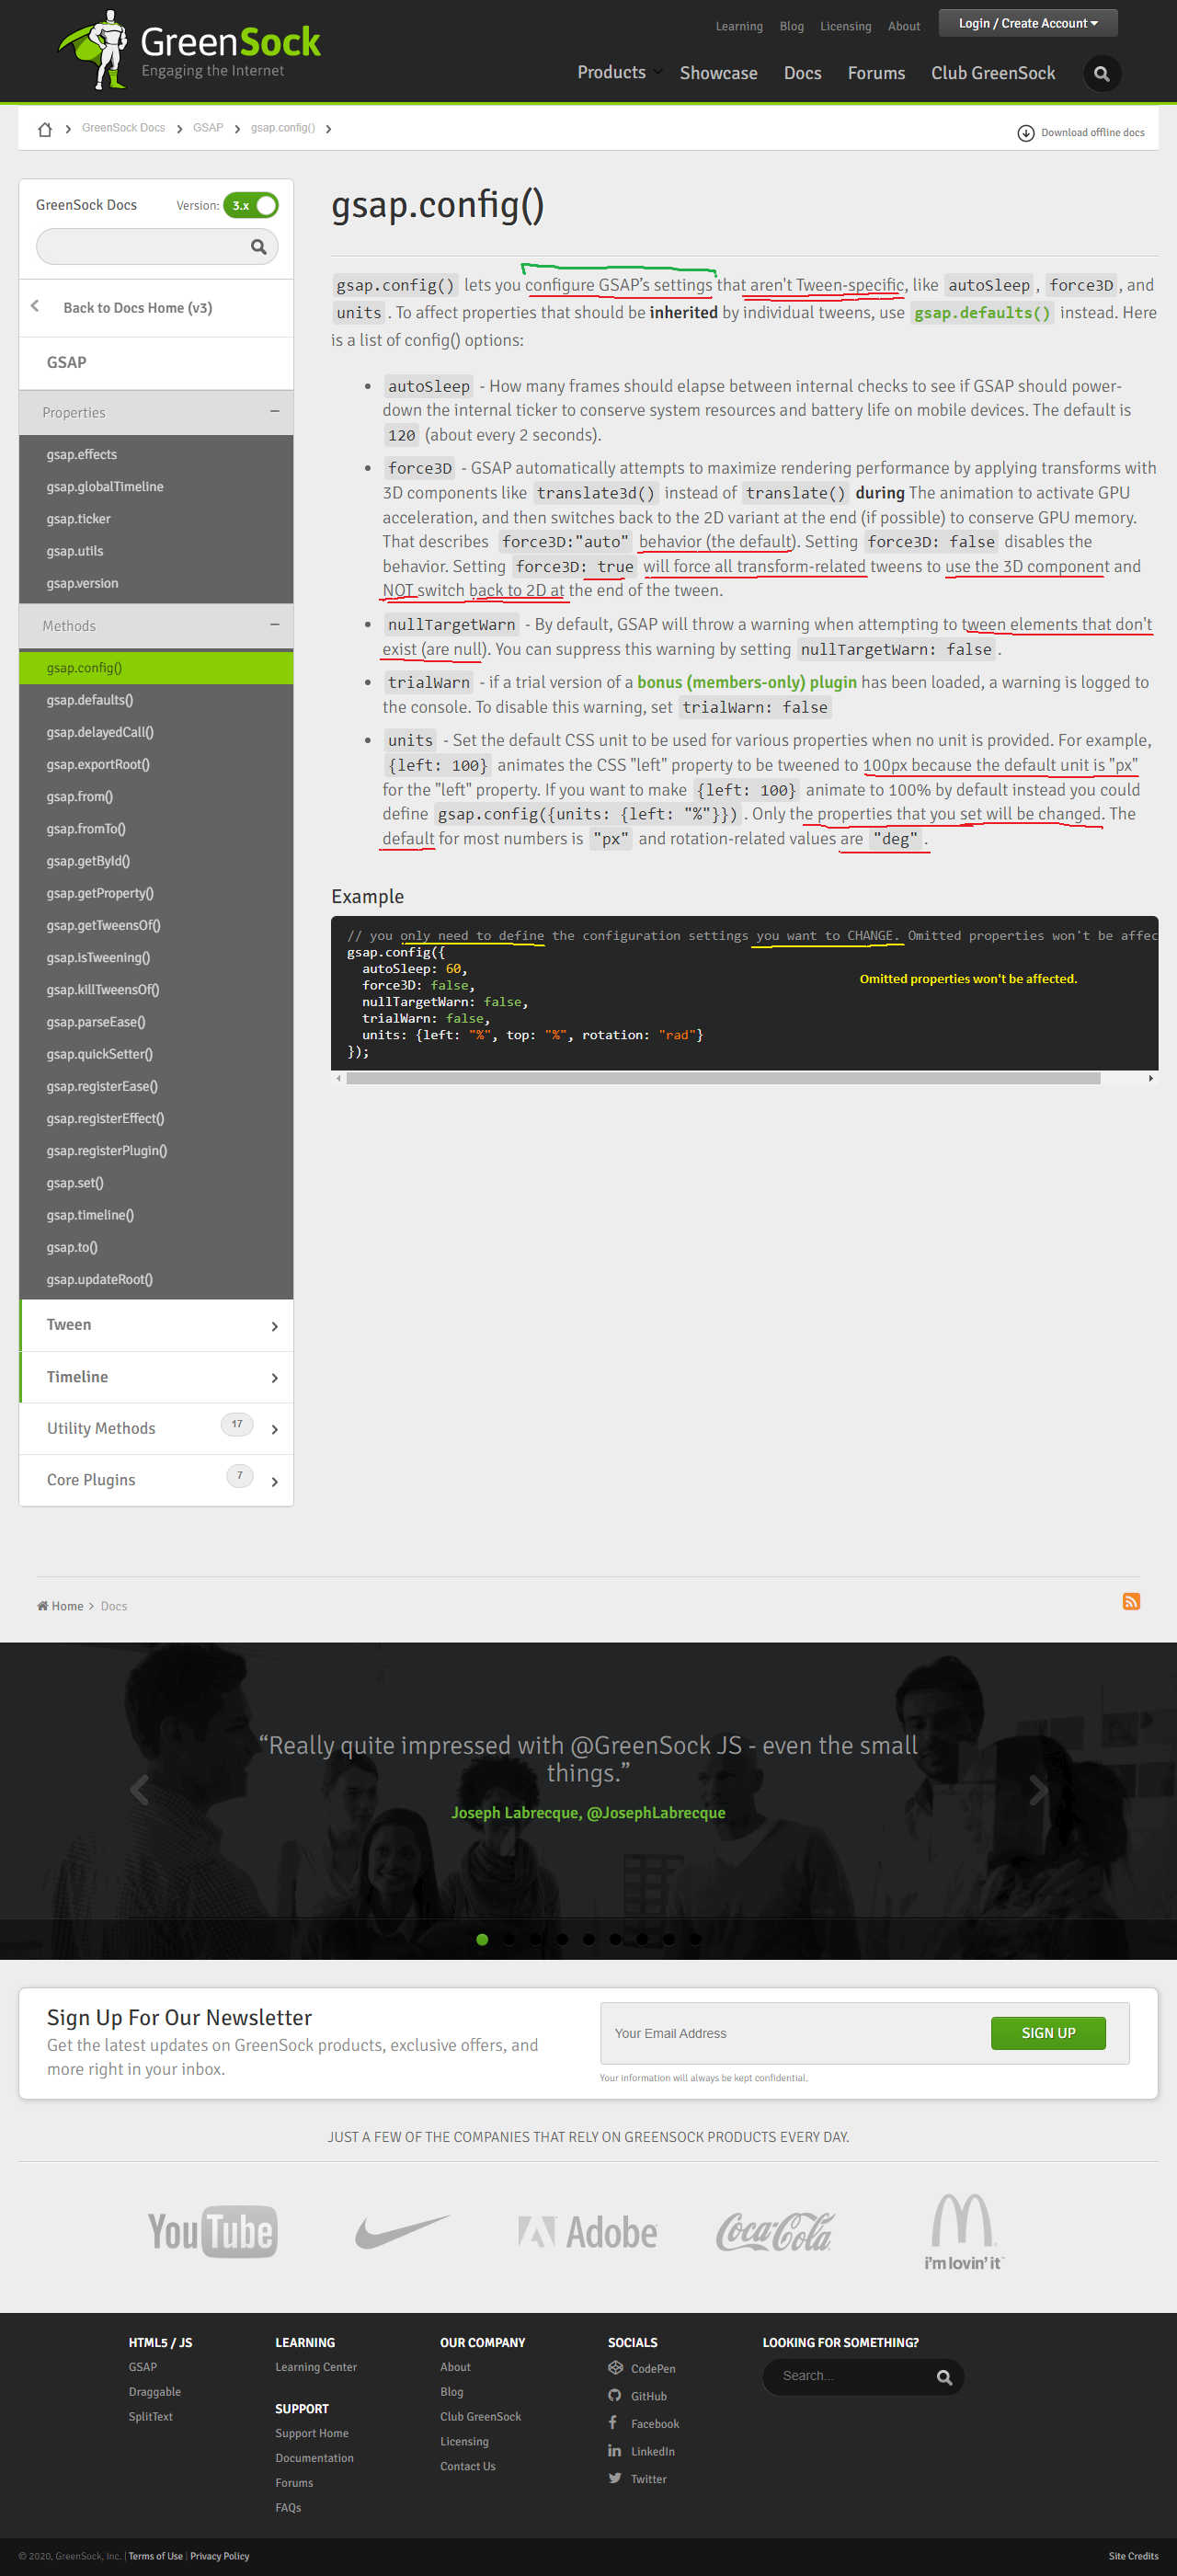 Learning Blog Licensing About Login / Create Account
GreenSock
Engaging the Internet
Products Showcase Docs Forums Club GreenSock
GreenSock Docs GSAP gsap.config()
Download offline docs
GreenSock Docs Version: 3.x
Back to Docs Home (v3)
GSAP
Properties
gsap.effects
gsap.globalTimeline
gsap.ticker
gsap.utils
gsap.version
Methods
gsap.config()
gsap.defaults()
gsap.delayedCall()
gsap.exportRoot()
gsap.from()
gsap.fromTo()
gsap.getById()
gsap.getProperty()
gsap.getTweensOf()
gsap.isTweening()
gsap.killTweensOf()
gsap.parseEase()
gsap.quickSetter()
gsap.registerEase()
gsap.registerEffect()
gsap.registerPlugin()
gsap.set()
gsap.timeline()
gsap.to()
gsap.updateRoot()
Tween
Timeline
Utility Methods 17
Core Plugins 7
gsap.config()
gsap.config() lets you configure GSAP's settings that aren't Tween-specific, like autoSleep, force3D, and
units. To affect properties that should be inherited by individual tweens, use gsap.defaults() instead. Here
is a list of config() options:
• autoSleep - How many frames should elapse between internal checks to see if GSAP should power-
down the internal ticker to conserve system resources and battery life on mobile devices. The default is
120 (about every 2 seconds).
• force3D - GSAP automatically attempts to maximize rendering performance by applying transforms with
3D components like translate3d() instead of translate() during The animation to activate GPU
acceleration, and then switches back to the 2D variant at the end (if possible) to conserve GPU memory.
That describes force3D:"auto" behavior (the default). Setting force3D: false disables the
behavior. Setting force3D: true will force all transform-related tweens to use the 3D component and
NOT switch back to 2D at the end of the tween.
• nullTargetWarn - By default, GSAP will throw a warning when attempting to tween elements that don't
exist (are null). You can suppress this warning by setting nullTargetWarn: false.
• trialWarn - if a trial version of a bonus (members-only) plugin has been loaded, a warning is logged to
the console. To disable this warning, set trialWarn: false
• units - Set the default CSS unit to be used for various properties when no unit is provided. For example,
{left: 100} animates the CSS "left" property to be tweened to 100px because the default unit is "px"
for the "left" property. If you want to make {left: 100} animate to 100% by default instead you could
define gsap.config({units: {left: "%"}}). Only the properties that you set will be changed. The
default for most numbers is "px" and rotation-related values are "deg".
Example
// you only need to define the configuration settings you want to CHANGE. Omitted properties won't be affec
gsap.config({
autoSleep: 60,
force3D: false,
nullTargetWarn: false,
trialWarn: false,
units: {left: "%", top: "%", rotation: "rad"}
});
Omitted properties won't be affected.
Home Docs
“Really quite impressed with @GreenSock JS - even the small
things.”
Joseph Labrecque, @JosephLabrecque
Sign Up For Our Newsletter
Get the latest updates on GreenSock products, exclusive offers, and
more right in your inbox.
Your Email Address SIGN UP
Your information will always be kept confidential.
JUST A FEW OF THE COMPANIES THAT RELY ON GREENSOCK PRODUCTS EVERY DAY.
YouTube Adobe Coca-Cola
i'm lovin' it™
HTML5 / JS
GSAP
Draggable
SplitText
LEARNING
Learning Center
SUPPORT
Support Home
Documentation
Forums
FAQs
OUR COMPANY
About
Blog
Club GreenSock
Licensing
Contact Us
SOCIALS
CodePen
GitHub
Facebook
LinkedIn
Twitter
LOOKING FOR SOMETHING?
Search...
© 2020, GreenSock, Inc. | Terms of Use | Privacy Policy Site Credits